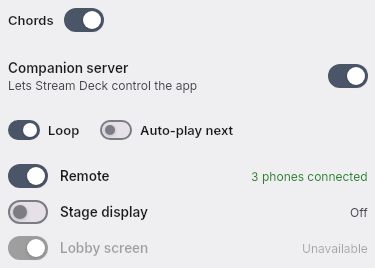 Chords
Companion server
Lets Stream Deck control the app
Loop Auto-play next
Remote 3 phones connected
Stage display Off
Lobby screen Unavailable